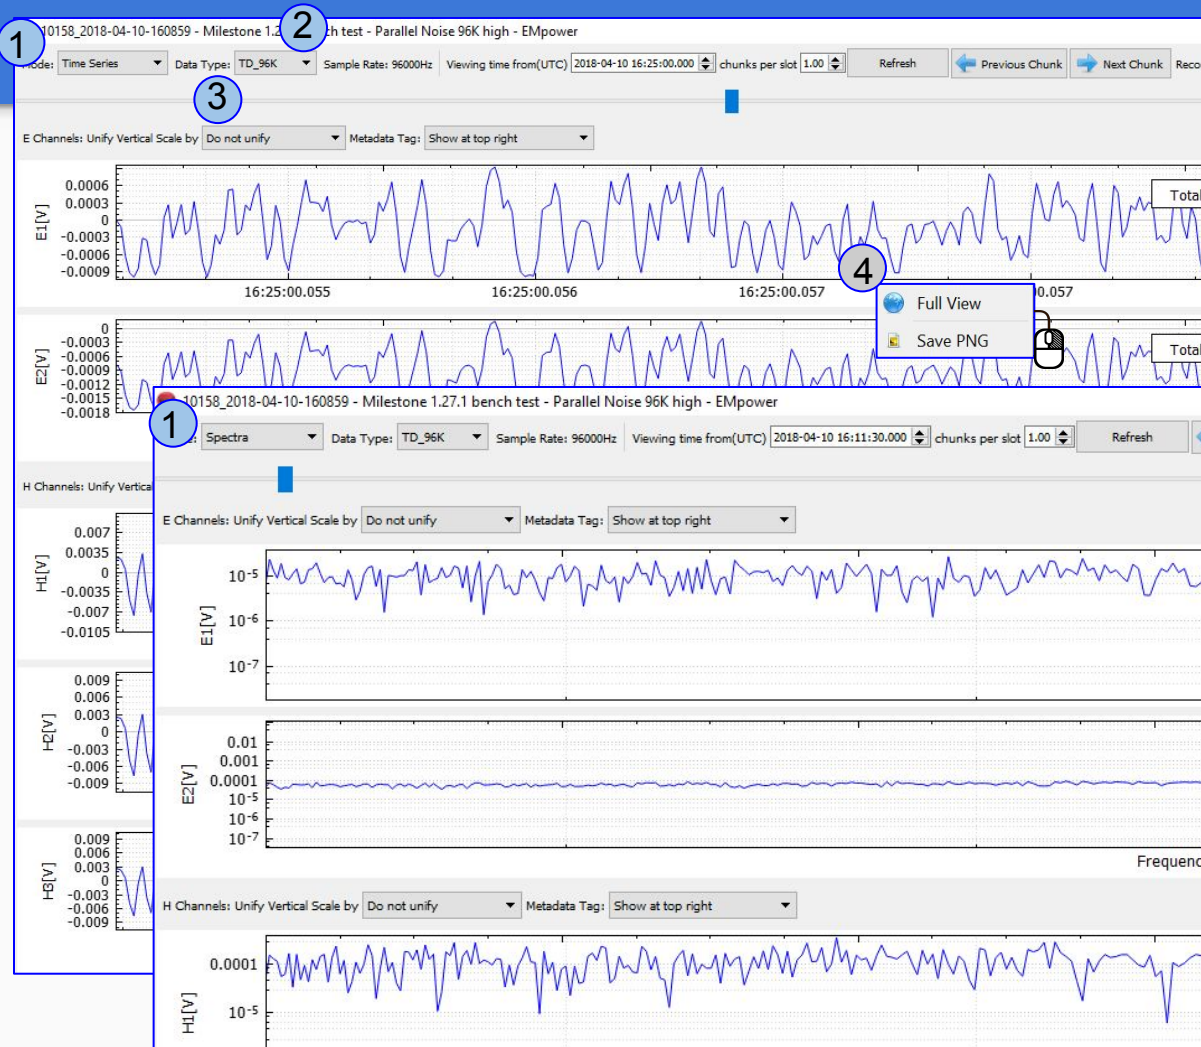 1
2
10158_2018-04-10-160859 - Milestone 1.2 ch test - Parallel Noise 96K high - EMpower
ode: Time Series Data Type: TD_96K Sample Rate: 96000Hz Viewing time from(UTC) 2018-04-10 16:25:00.000 chunks per slot 1.00 Refresh Previous Chunk Next Chunk Reco
3
E Channels: Unify Vertical Scale by Do not unify Metadata Tag: Show at top right
E1[V]
0.0006
0.0003
0
-0.0003
-0.0006
-0.0009
Total
16:25:00.055 16:25:00.056 16:25:00.057 0.057
4
Full View
Save PNG
E2[V]
0
-0.0003
-0.0006
-0.0009
-0.0012
-0.0015
-0.0018
Total
H Channels: Unify Vertica
H1[V]
0.007
0.0035
0
-0.0035
-0.007
-0.0105
H2[V]
0.009
0.006
0.003
0
-0.003
-0.006
-0.009
H3[V]
0.009
0.006
0.003
0
-0.003
-0.006
-0.009
10158_2018-04-10-160859 - Milestone 1.27.1 bench test - Parallel Noise 96K high - EMpower
1
: Spectra Data Type: TD_96K Sample Rate: 96000Hz Viewing time from(UTC) 2018-04-10 16:11:30.000 chunks per slot 1.00 Refresh
E Channels: Unify Vertical Scale by Do not unify Metadata Tag: Show at top right
E1[V]
10-5
10-6
10-7
E2[V]
0.01
0.001
0.0001
10-5
10-6
10-7
Frequenc
H Channels: Unify Vertical Scale by Do not unify Metadata Tag: Show at top right
H1[V]
0.0001
10-5